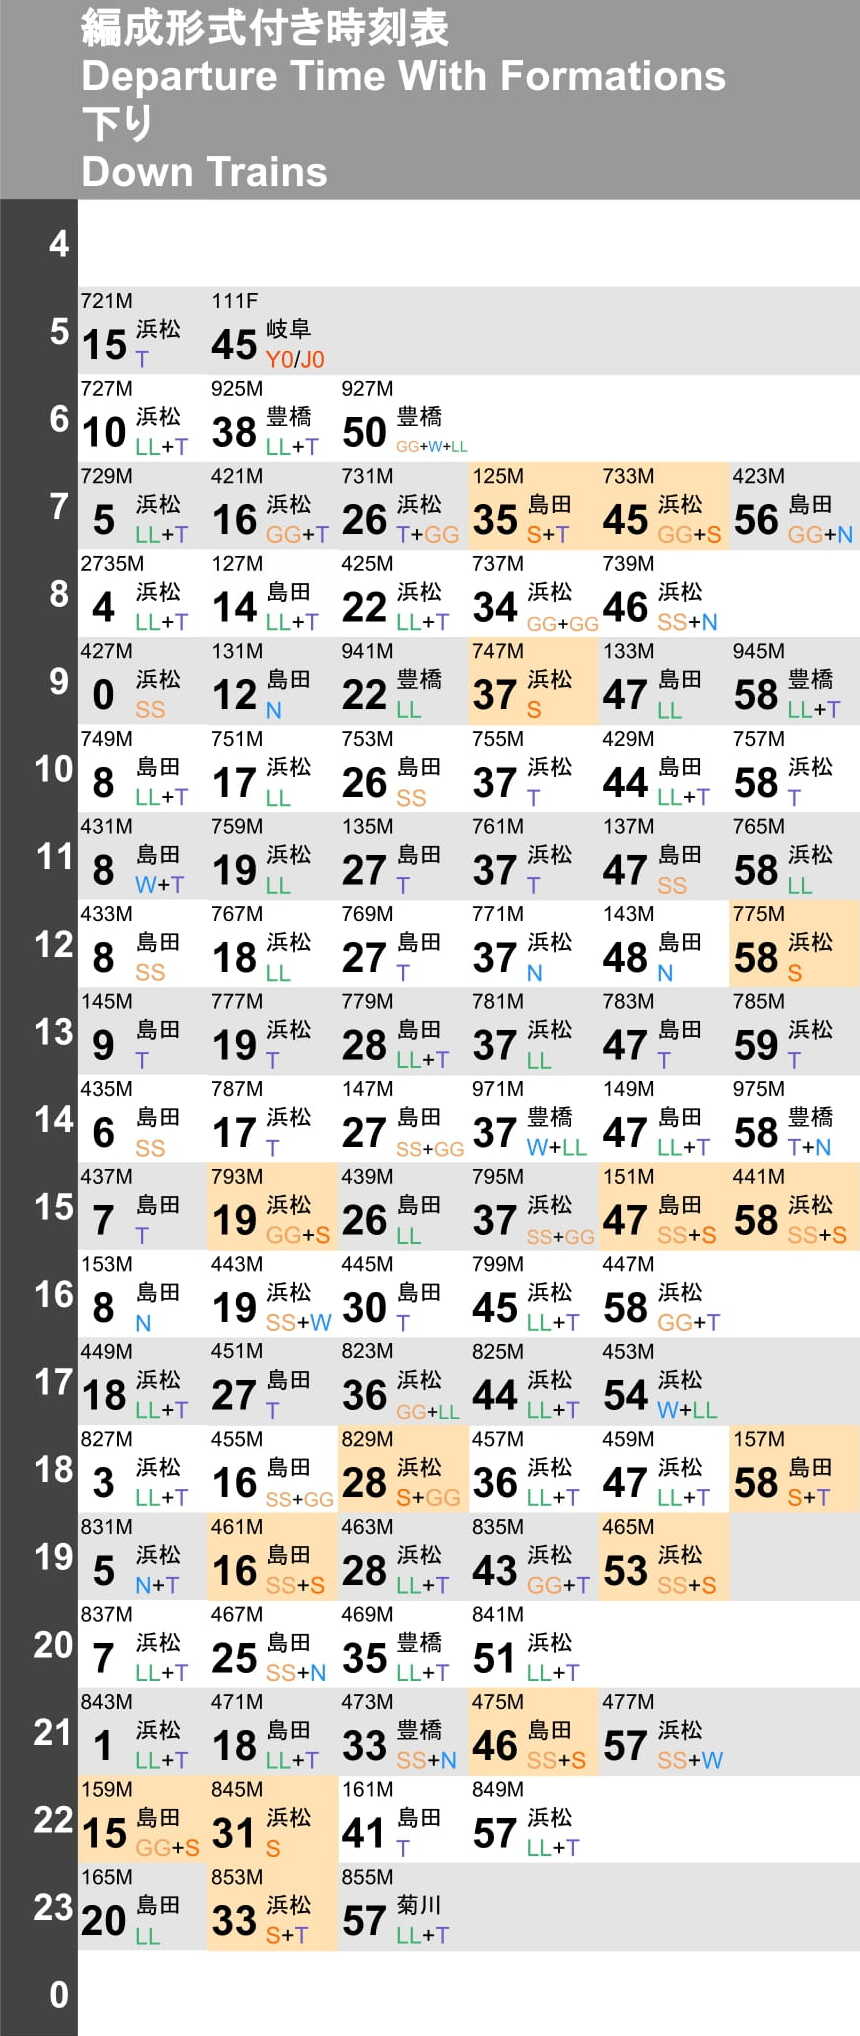 編成形式付き時刻表
Departure Time With Formations
下り
Down Trains
4
5
721M 111F
15 浜松 45 岐阜
T Y0/J0
6
727M 925M 927M
10 浜松 38 豊橋 50 豊橋
LL+T LL+T GG+W+LL
7
729M 421M 731M 125M 733M 423M
5 浜松 16 浜松 26 浜松 35 島田 45 浜松 56 島田
LL+T GG+T T+GG S+T GG+S GG+N
8
2735M 127M 425M 737M 739M
4 浜松 14 島田 22 浜松 34 浜松 46 浜松
LL+T LL+T LL+T GG+GG SS+N
9
427M 131M 941M 747M 133M 945M
0 浜松 12 島田 22 豊橋 37 浜松 47 島田 58 豊橋
SS N LL S LL LL+T
10
749M 751M 753M 755M 429M 757M
8 島田 17 浜松 26 島田 37 浜松 44 島田 58 浜松
LL+T LL SS T LL+T T
11
431M 759M 135M 761M 137M 765M
8 島田 19 浜松 27 島田 37 浜松 47 島田 58 浜松
W+T LL T T SS LL
12
433M 767M 769M 771M 143M 775M
8 島田 18 浜松 27 島田 37 浜松 48 島田 58 浜松
SS LL T N N S
13
145M 777M 779M 781M 783M 785M
9 島田 19 浜松 28 島田 37 浜松 47 島田 59 浜松
T T LL+T LL T T
14
435M 787M 147M 971M 149M 975M
6 島田 17 浜松 27 島田 37 豊橋 47 島田 58 豊橋
SS T SS+GG W+LL LL+T T+N
15
437M 793M 439M 795M 151M 441M
7 島田 19 浜松 26 島田 37 浜松 47 島田 58 浜松
T GG+S LL SS+GG SS+S SS+S
16
153M 443M 445M 799M 447M
8 島田 19 浜松 30 島田 45 浜松 58 浜松
N SS+W T LL+T GG+T
17
449M 451M 823M 825M 453M
18 浜松 27 島田 36 浜松 44 浜松 54 浜松
LL+T T GG+LL LL+T W+LL
18
827M 455M 829M 457M 459M 157M
3 浜松 16 島田 28 浜松 36 浜松 47 浜松 58 島田
LL+T SS+GG S+GG LL+T LL+T S+T
19
831M 461M 463M 835M 465M
5 浜松 16 島田 28 浜松 43 浜松 53 浜松
N+T SS+S LL+T GG+T SS+S
20
837M 467M 469M 841M
7 浜松 25 島田 35 豊橋 51 浜松
LL+T SS+N LL+T LL+T
21
843M 471M 473M 475M 477M
1 浜松 18 島田 33 豊橋 46 島田 57 浜松
LL+T LL+T SS+N SS+S SS+W
22
159M 845M 161M 849M
15 島田 31 浜松 41 島田 57 浜松
GG+S S T LL+T
23
165M 853M 855M
20 島田 33 浜松 57 菊川
LL S+T LL+T
0